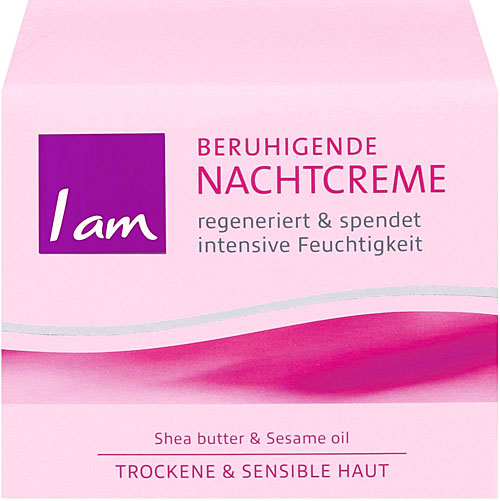 I am
BERUHIGENDE
NACHTCREME
regeneriert & spendet
intensive Feuchtigkeit
Shea butter & Sesame oil
TROCKENE & SENSIBLE HAUT